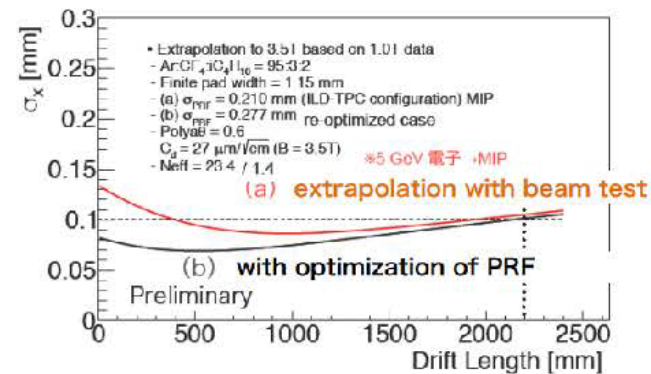 0.3
0.25
0.2
0.15
0.1
0.05
0
σx [mm]
• Extrapolation to 3.5T based on 1.0T data
- Ar:CF4:iC4H10 = 95:3:2
- Finite pad width = 1.15 mm
- (a) σPRF = 0.210 mm (ILD-TPC configuration) MIP
- (b) σPRF = 0.277 mm re-optimized case
- Polyaθ = 0.6
Cd = 27 μm/√cm (B = 3.5T)
- Neff = 23.4 / 1.4
※5 GeV 電子→MIP
(a) extrapolation with beam test
(b) with optimization of PRF
Preliminary
0 500 1000 1500 2000 2500
Drift Length [mm]